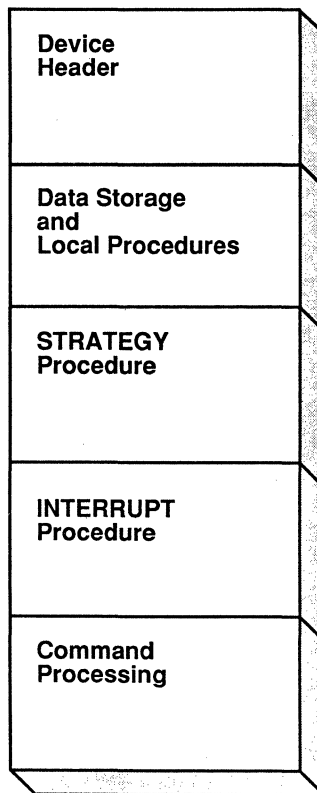 Device
Header
Data Storage
and
Local Procedures
STRATEGY
Procedure
INTERRUPT
Procedure
Command
Processing